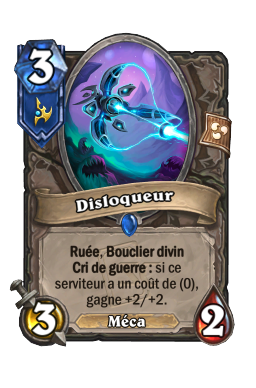 3
Disloqueur
Ruée, Bouclier divin
Cri de guerre : si ce
serviteur a un coût de (0),
gagne +2/+2.
3
Méca
2